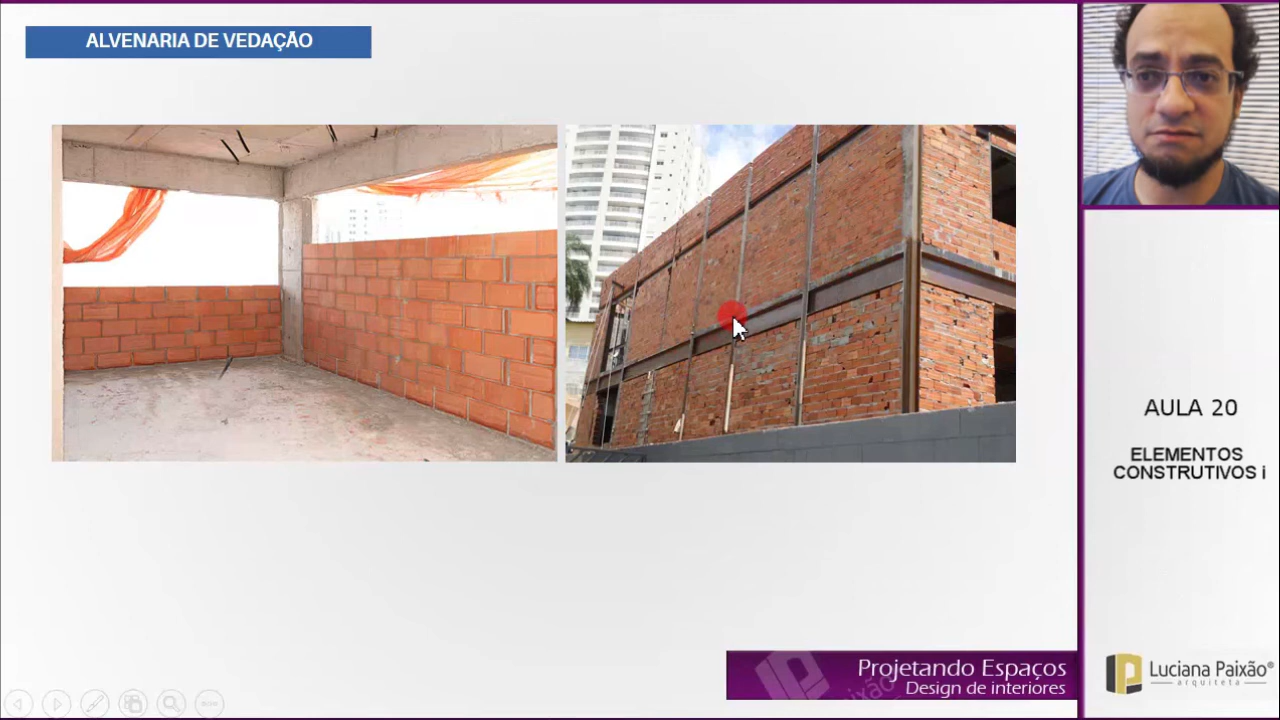 ALVENARIA DE VEDAÇÃO
AULA 20
ELEMENTOS
CONSTRUTIVOS i
Projetando Espaços
Design de interiores
Luciana Paixão®
arquiteta